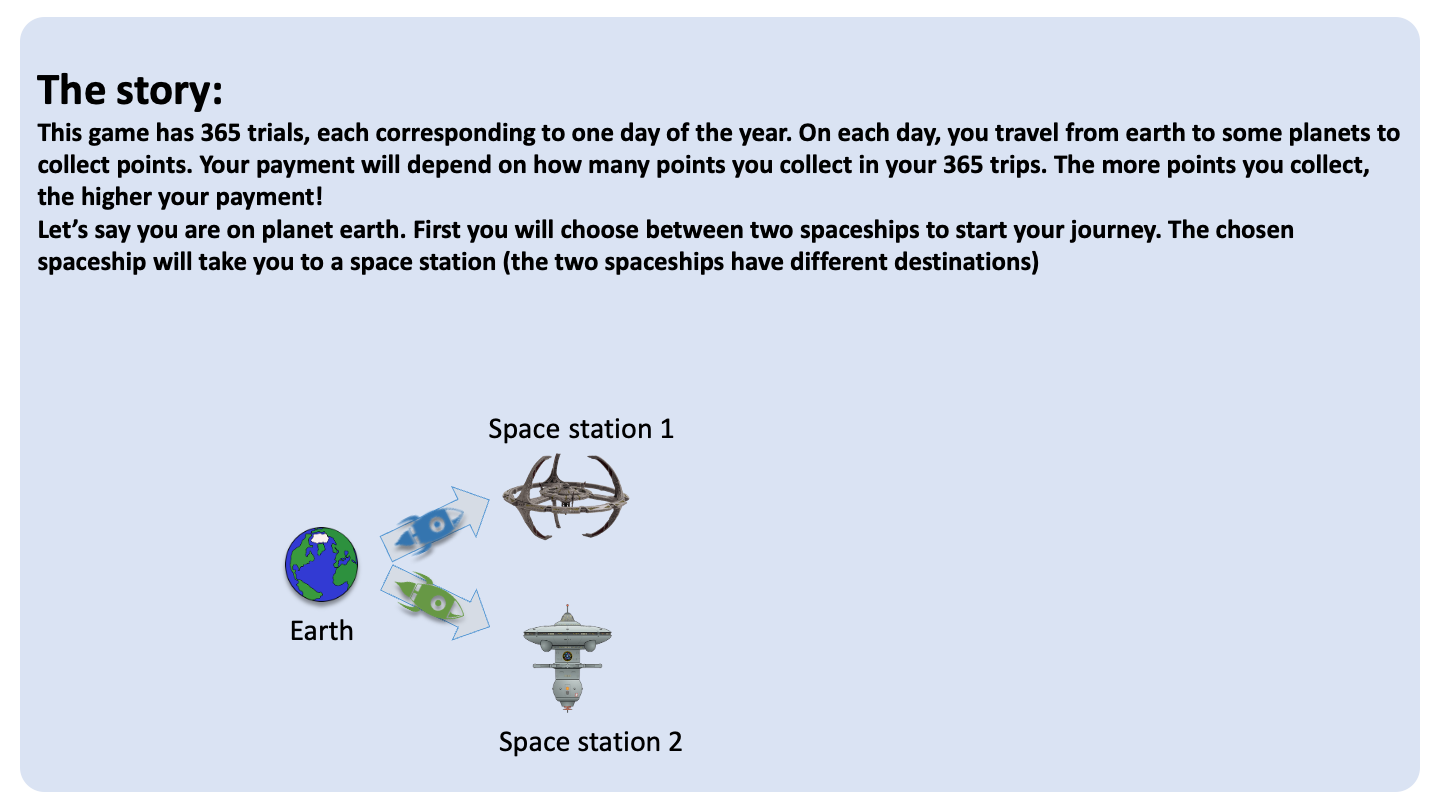 The story:
This game has 365 trials, each corresponding to one day of the year. On each day, you travel from earth to some planets to
collect points. Your payment will depend on how many points you collect in your 365 trips. The more points you collect,
the higher your payment!
Let’s say you are on planet earth. First you will choose between two spaceships to start your journey. The chosen
spaceship will take you to a space station (the two spaceships have different destinations)
Space station 1
Earth
Space station 2